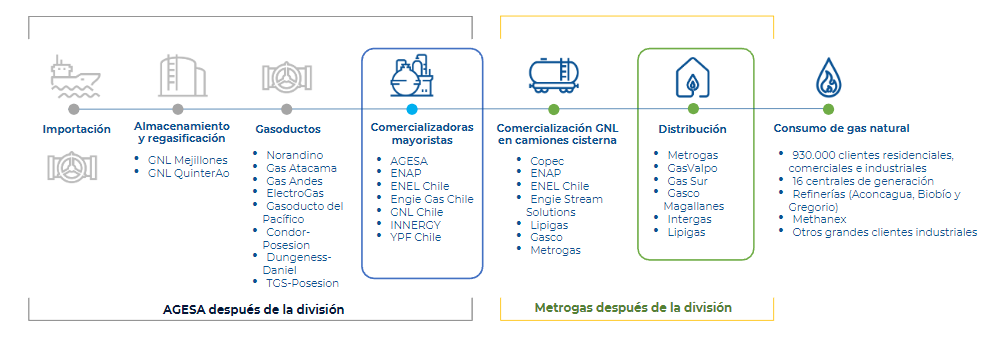 Importación
Almacenamiento
y regasificación
• GNL Mejillones
• GNL QuinterAo
Gasoductos
• Norandino
• Gas Atacama
• Gas Andes
• ElectroGas
• Gasoducto del
Pacífico
• Condor-
Posesion
• Dungeness-
Daniel
• TGS-Posesion
Comercializadoras
mayoristas
• AGESA
• ENAP
• ENEL Chile
• Engie Gas Chile
• GNL Chile
• INNERGY
• YPF Chile
Comercialización GNL
en camiones cisterna
• Copec
• ENAP
• ENEL Chile
• Engie Stream
Solutions
• Lipigas
• Gasco
• Metrogas
Distribución
• Metrogas
• GasValpo
• Gas Sur
• Gasco
Magallanes
• Intergas
• Lipigas
Consumo de gas natural
• 930.000 clientes residenciales,
comerciales e industriales
• 16 centrales de generación
• Refinerías (Aconcagua, Biobío y
Gregorio)
• Methanex
• Otros grandes clientes industriales
AGESA después de la división
Metrogas después de la división